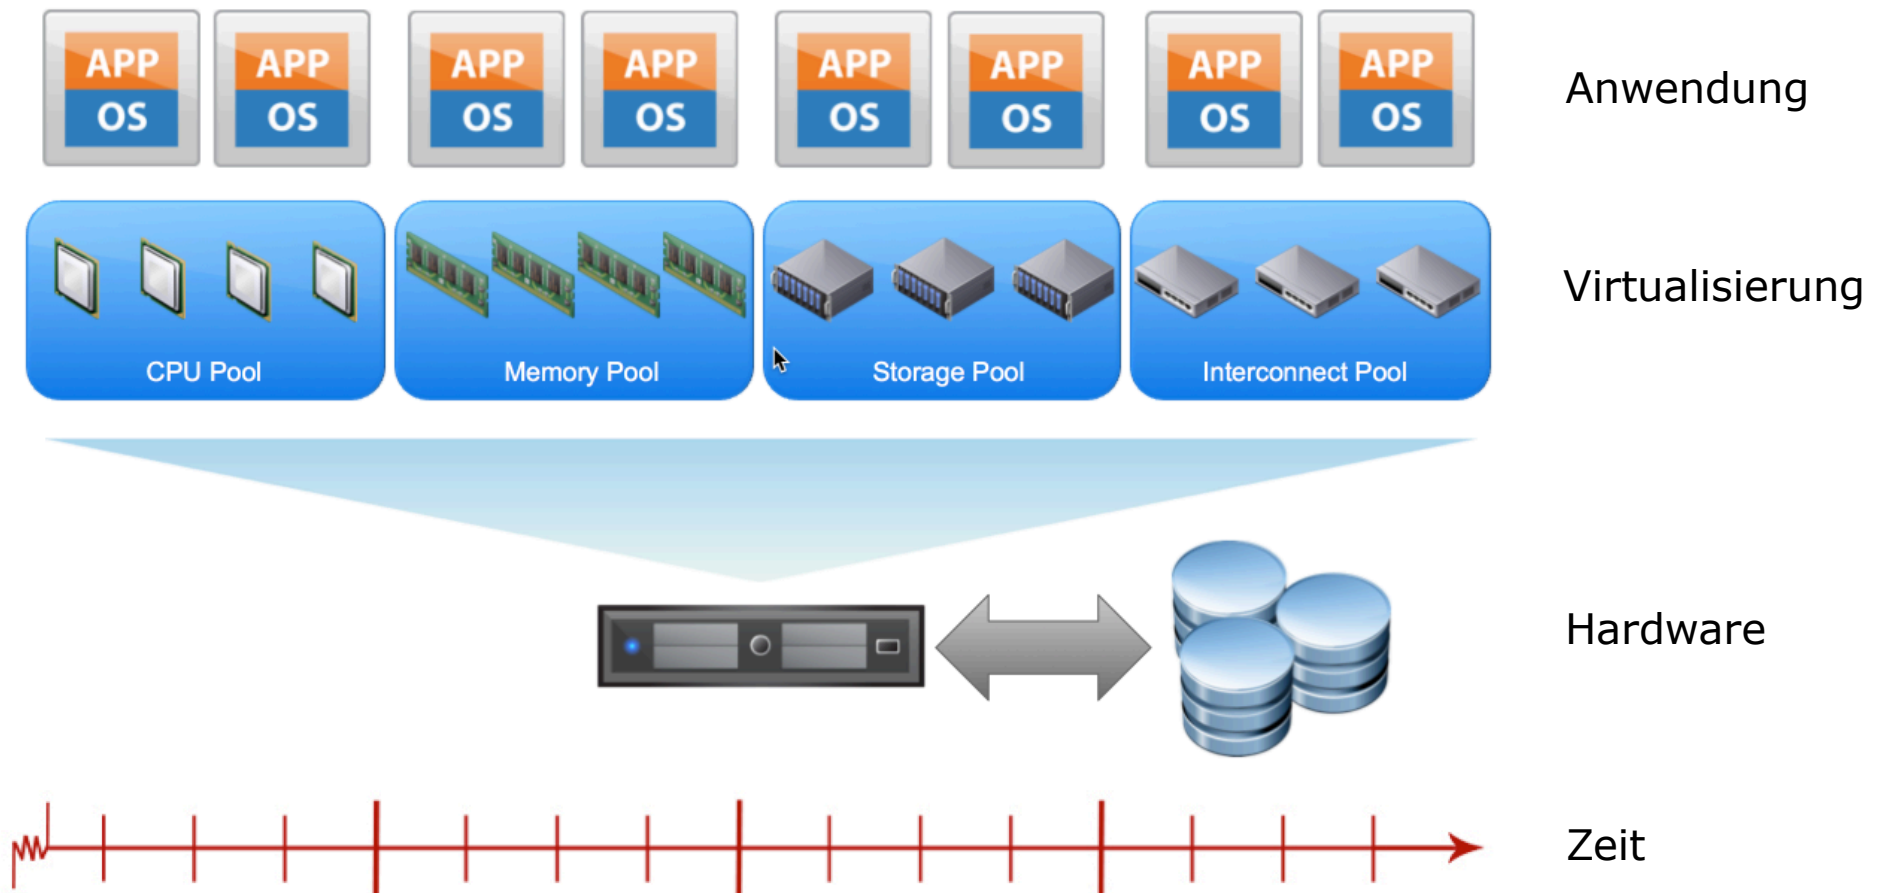 APP APP APP APP APP APP APP APP
OS OS OS OS OS OS OS OS
Anwendung
CPU Pool
Memory Pool
Storage Pool
Interconnect Pool
Virtualisierung
Hardware
Zeit